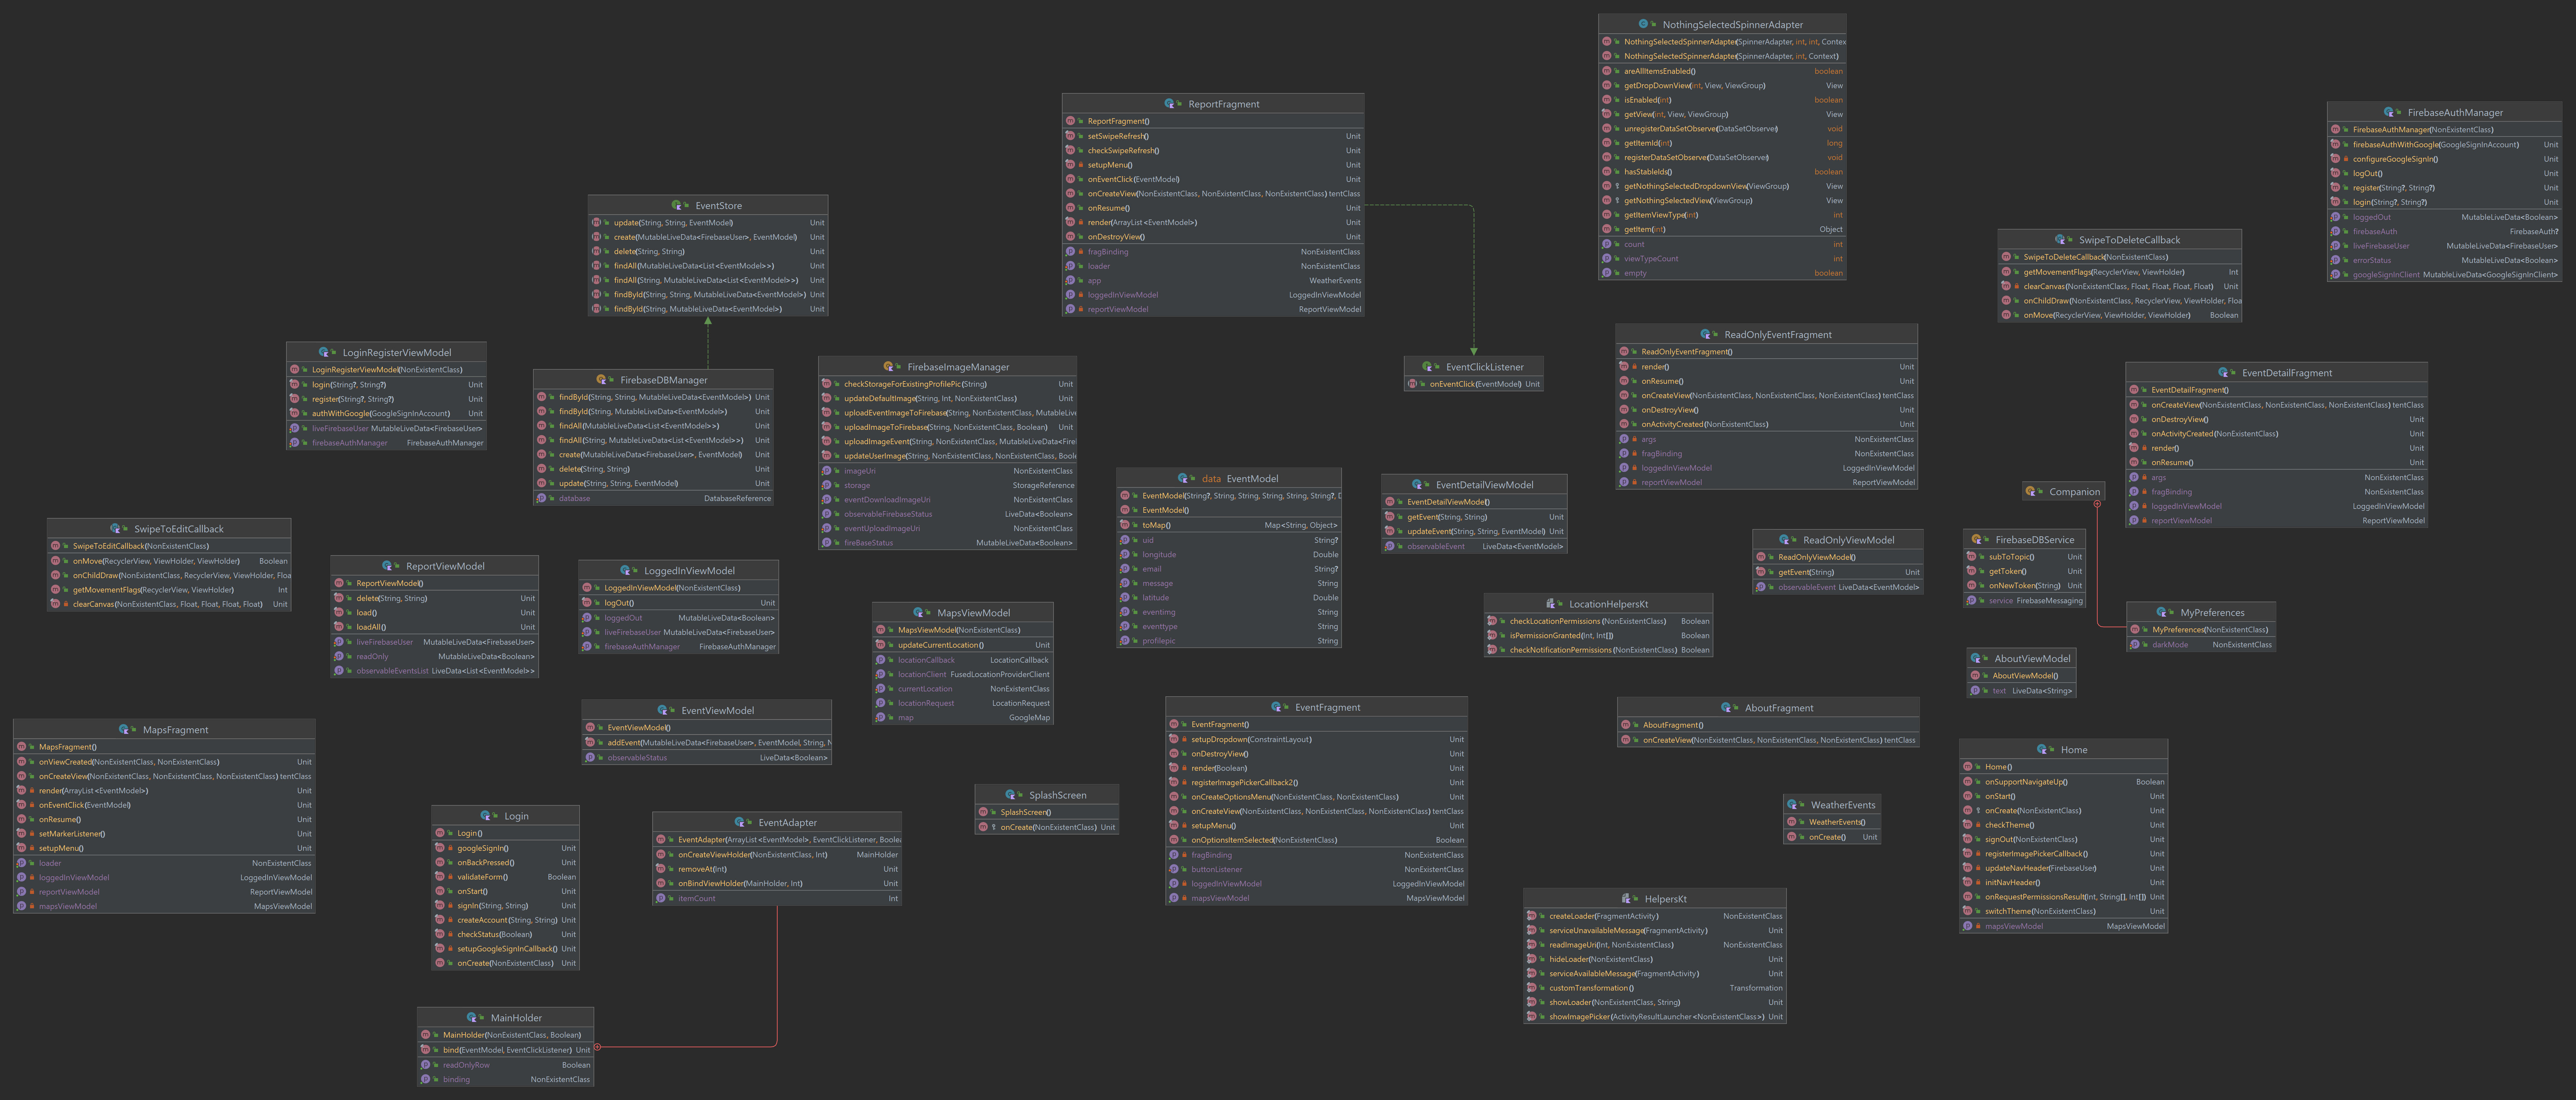 NothingSelectedSpinnerAdapter
NothingSelectedSpinnerAdapter(SpinnerAdapter, int, int, Contex
NothingSelectedSpinnerAdapter(SpinnerAdapter, int, Context)
areAllItemsEnabled() boolean
getDropDownView(int, View, ViewGroup) View
isEnabled(int) boolean
getView(int, View, ViewGroup) View
unregisterDataSetObserver(DataSetObserver) void
getItemId(int) long
registerDataSetObserver(DataSetObserver) void
hasStableIds() boolean
getNothingSelectedDropdownView(ViewGroup) View
getNothingSelectedView(ViewGroup) View
getItemViewType(int) int
getItem(int) Object
count int
viewTypeCount int
empty boolean
ReportFragment
ReportFragment()
setSwipeRefresh() Unit
checkSwipeRefresh() Unit
setupMenu() Unit
onEventClick(EventModel) Unit
onCreateView(NonExistentClass, NonExistentClass, NonExistentClass) tentClass
onResume() Unit
render(ArrayList<EventModel>) Unit
onDestroyView() Unit
fragBinding NonExistentClass
loader NonExistentClass
app WeatherEvents
loggedInViewModel LoggedInViewModel
reportViewModel ReportViewModel
FirebaseAuthManager
FirebaseAuthManager(NonExistentClass)
firebaseAuthWithGoogle(GoogleSignInAccount) Unit
configureGoogleSignIn() Unit
logOut() Unit
register(String?, String?) Unit
login(String?, String?) Unit
loggedOut MutableLiveData<Boolean>
firebaseAuth FirebaseAuth?
liveFirebaseUser MutableLiveData<FirebaseUser>
errorStatus MutableLiveData<Boolean>
googleSignInClient MutableLiveData<GoogleSignInClient>
EventStore
update(String, String, EventModel) Unit
create(MutableLiveData<FirebaseUser>, EventModel) Unit
delete(String, String) Unit
findAll(MutableLiveData<List<EventModel>>) Unit
findAll(String, MutableLiveData<List<EventModel>>) Unit
findById(String, String, MutableLiveData<EventModel>) Unit
findById(String, MutableLiveData<EventModel>) Unit
SwipeToDeleteCallback
SwipeToDeleteCallback(NonExistentClass)
getMovementFlags(RecyclerView, ViewHolder) Int
clearCanvas(NonExistentClass, Float, Float, Float, Float) Unit
onChildDraw(NonExistentClass, RecyclerView, ViewHolder, Floa
onMove(RecyclerView, ViewHolder, ViewHolder) Boolean
LoginRegisterViewModel
LoginRegisterViewModel(NonExistentClass)
login(String?, String?) Unit
register(String?, String?) Unit
authWithGoogle(GoogleSignInAccount) Unit
liveFirebaseUser MutableLiveData<FirebaseUser>
firebaseAuthManager FirebaseAuthManager
FirebaseDBManager
findById(String, String, MutableLiveData<EventModel>) Unit
findById(String, MutableLiveData<EventModel>) Unit
findAll(MutableLiveData<List<EventModel>>) Unit
findAll(String, MutableLiveData<List<EventModel>>) Unit
create(MutableLiveData<FirebaseUser>, EventModel) Unit
delete(String, String) Unit
update(String, String, EventModel) Unit
database DatabaseReference
FirebaseImageManager
checkStorageForExistingProfilePic(String) Unit
updateDefaultImage(String, Int, NonExistentClass) Unit
uploadEventImageToFirebase(String, NonExistentClass, MutableLive
uploadImageToFirebase(String, NonExistentClass, Boolean) Unit
uploadImageEvent(String, NonExistentClass, MutableLiveData<Firel
updateUserImage(String, NonExistentClass, NonExistentClass, Boole
imageUri NonExistentClass
storage StorageReference
eventDownloadImageUri NonExistentClass
observableFirebaseStatus LiveData<Boolean>
eventUploadImageUri NonExistentClass
fireBaseStatus MutableLiveData<Boolean>
EventClickListener
onEventClick(EventModel) Unit
ReadOnlyEventFragment
ReadOnlyEventFragment()
render() Unit
onResume() Unit
onCreateView(NonExistentClass, NonExistentClass, NonExistentClass) tentClass
onDestroyView() Unit
onActivityCreated(NonExistentClass) Unit
args NonExistentClass
fragBinding NonExistentClass
loggedInViewModel LoggedInViewModel
reportViewModel ReportViewModel
EventDetailFragment
EventDetailFragment()
onCreateView(NonExistentClass, NonExistentClass, NonExistentClass) tentClass
onDestroyView() Unit
onActivityCreated(NonExistentClass) Unit
render() Unit
onResume() Unit
args NonExistentClass
fragBinding NonExistentClass
loggedInViewModel LoggedInViewModel
reportViewModel ReportViewModel
data EventModel
EventModel(String?, String, String, String, String, String?, D
EventModel()
toMap() Map<String, Object>
uid String?
longitude Double
email String?
message String
latitude Double
eventimg String
eventtype String
profilepic String
EventDetailViewModel
EventDetailViewModel()
getEvent(String, String) Unit
updateEvent(String, String, EventModel) Unit
observableEvent LiveData<EventModel>
Companion
SwipeToEditCallback
SwipeToEditCallback(NonExistentClass)
onMove(RecyclerView, ViewHolder, ViewHolder) Boolean
onChildDraw(NonExistentClass, RecyclerView, ViewHolder, Floa
getMovementFlags(RecyclerView, ViewHolder) Int
clearCanvas(NonExistentClass, Float, Float, Float, Float) Unit
ReportViewModel
ReportViewModel()
delete(String, String) Unit
load() Unit
loadAll() Unit
liveFirebaseUser MutableLiveData<FirebaseUser>
readOnly MutableLiveData<Boolean>
observableEventsList LiveData<List<EventModel>>
LoggedInViewModel
LoggedInViewModel(NonExistentClass)
logOut() Unit
loggedOut MutableLiveData<Boolean>
liveFirebaseUser MutableLiveData<FirebaseUser>
firebaseAuthManager FirebaseAuthManager
ReadOnlyViewModel
ReadOnlyViewModel()
getEvent(String) Unit
observableEvent LiveData<EventModel>
FirebaseDBService
subToTopic() Unit
getToken() Unit
onNewToken(String) Unit
service FirebaseMessaging
MapsViewModel
MapsViewModel(NonExistentClass)
updateCurrentLocation() Unit
locationCallback LocationCallback
locationClient FusedLocationProviderClient
currentLocation NonExistentClass
locationRequest LocationRequest
map GoogleMap
LocationHelpersKt
checkLocationPermissions(NonExistentClass) Boolean
isPermissionGranted(Int, Int[]) Boolean
checkNotificationPermissions(NonExistentClass) Boolean
MyPreferences
MyPreferences(NonExistentClass)
darkMode NonExistentClass
AboutViewModel
AboutViewModel()
text LiveData<String>
MapsFragment
MapsFragment()
onViewCreated(NonExistentClass, NonExistentClass) Unit
onCreateView(NonExistentClass, NonExistentClass, NonExistentClass) tentClass
render(ArrayList<EventModel>) Unit
onEventClick(EventModel) Unit
onResume() Unit
setMarkerListener() Unit
setupMenu() Unit
loader NonExistentClass
loggedInViewModel LoggedInViewModel
reportViewModel ReportViewModel
mapsViewModel MapsViewModel
EventViewModel
EventViewModel()
addEvent(MutableLiveData<FirebaseUser>, EventModel, String, N
observableStatus LiveData<Boolean>
EventFragment
EventFragment()
setupDropdown(ConstraintLayout) Unit
onDestroyView() Unit
render(Boolean) Unit
registerImagePickerCallback2() Unit
onCreateOptionsMenu(NonExistentClass, NonExistentClass) Unit
onCreateView(NonExistentClass, NonExistentClass, NonExistentClass) tentClass
setupMenu() Unit
onOptionsItemSelected(NonExistentClass) Boolean
fragBinding NonExistentClass
buttonListener NonExistentClass
loggedInViewModel LoggedInViewModel
mapsViewModel MapsViewModel
AboutFragment
AboutFragment()
onCreateView(NonExistentClass, NonExistentClass, NonExistentClass) tentClass
Home
Home()
onSupportNavigateUp() Boolean
onStart() Unit
onCreate(NonExistentClass) Unit
checkTheme() Unit
signOut(NonExistentClass) Unit
registerImagePickerCallback() Unit
updateNavHeader(FirebaseUser) Unit
initNavHeader() Unit
onRequestPermissionsResult(Int, String[], Int[]) Unit
switchTheme(NonExistentClass) Unit
mapsViewModel MapsViewModel
Login
Login()
googleSignIn() Unit
onBackPressed() Unit
validateForm() Boolean
onStart() Unit
signIn(String, String) Unit
createAccount(String, String) Unit
checkStatus(Boolean) Unit
setupGoogleSignInCallback() Unit
onCreate(NonExistentClass) Unit
EventAdapter
EventAdapter(ArrayList<EventModel>, EventClickListener, Boolea
onCreateViewHolder(NonExistentClass, Int) MainHolder
removeAt(Int) Unit
onBindViewHolder(MainHolder, Int) Unit
itemCount Int
SplashScreen
SplashScreen()
onCreate(NonExistentClass) Unit
WeatherEvents
WeatherEvents()
onCreate() Unit
HelpersKt
createLoader(FragmentActivity) NonExistentClass
serviceUnavailableMessage(FragmentActivity) Unit
readImageUri(Int, NonExistentClass) NonExistentClass
hideLoader(NonExistentClass) Unit
serviceAvailableMessage(FragmentActivity) Unit
customTransformation() Transformation
showLoader(NonExistentClass, String) Unit
showImagePicker(ActivityResultLauncher<NonExistentClass>) Unit
MainHolder
MainHolder(NonExistentClass, Boolean)
bind(EventModel, EventClickListener) Unit
readOnlyRow Boolean
binding NonExistentClass